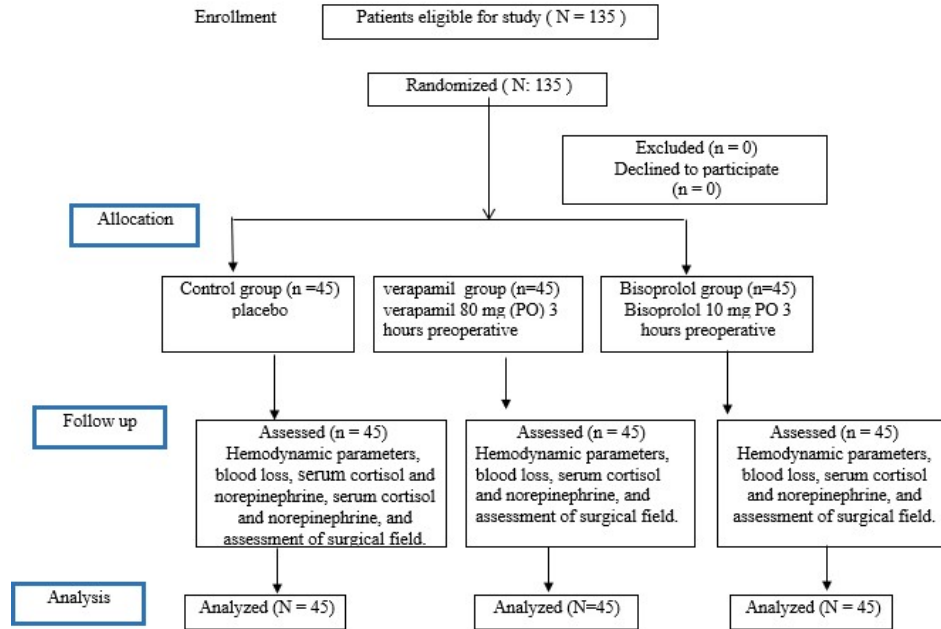 Enrollment
Patients eligible for study ( N = 135 )
Randomized ( N: 135 )
Excluded (n = 0)
Declined to participate
(n = 0)
Allocation
Control group (n =45)
placebo
verapamil group (n=45)
verapamil 80 mg (PO) 3
hours preoperative
Bisoprolol group (n=45)
Bisoprolol 10 mg PO 3
hours preoperative
Follow up
Assessed (n = 45)
Hemodynamic parameters,
blood loss, serum cortisol and
norepinephrine, serum cortisol
and norepinephrine, and
assessment of surgical field.
Assessed (n = 45)
Hemodynamic parameters,
blood loss, serum cortisol
and norepinephrine, and
assessment of surgical field.
Assessed (n = 45)
Hemodynamic parameters,
blood loss, serum cortisol
and norepinephrine, and
assessment of surgical field.
Analysis
Analyzed (N = 45)
Analyzed (N=45)
Analyzed (N = 45)